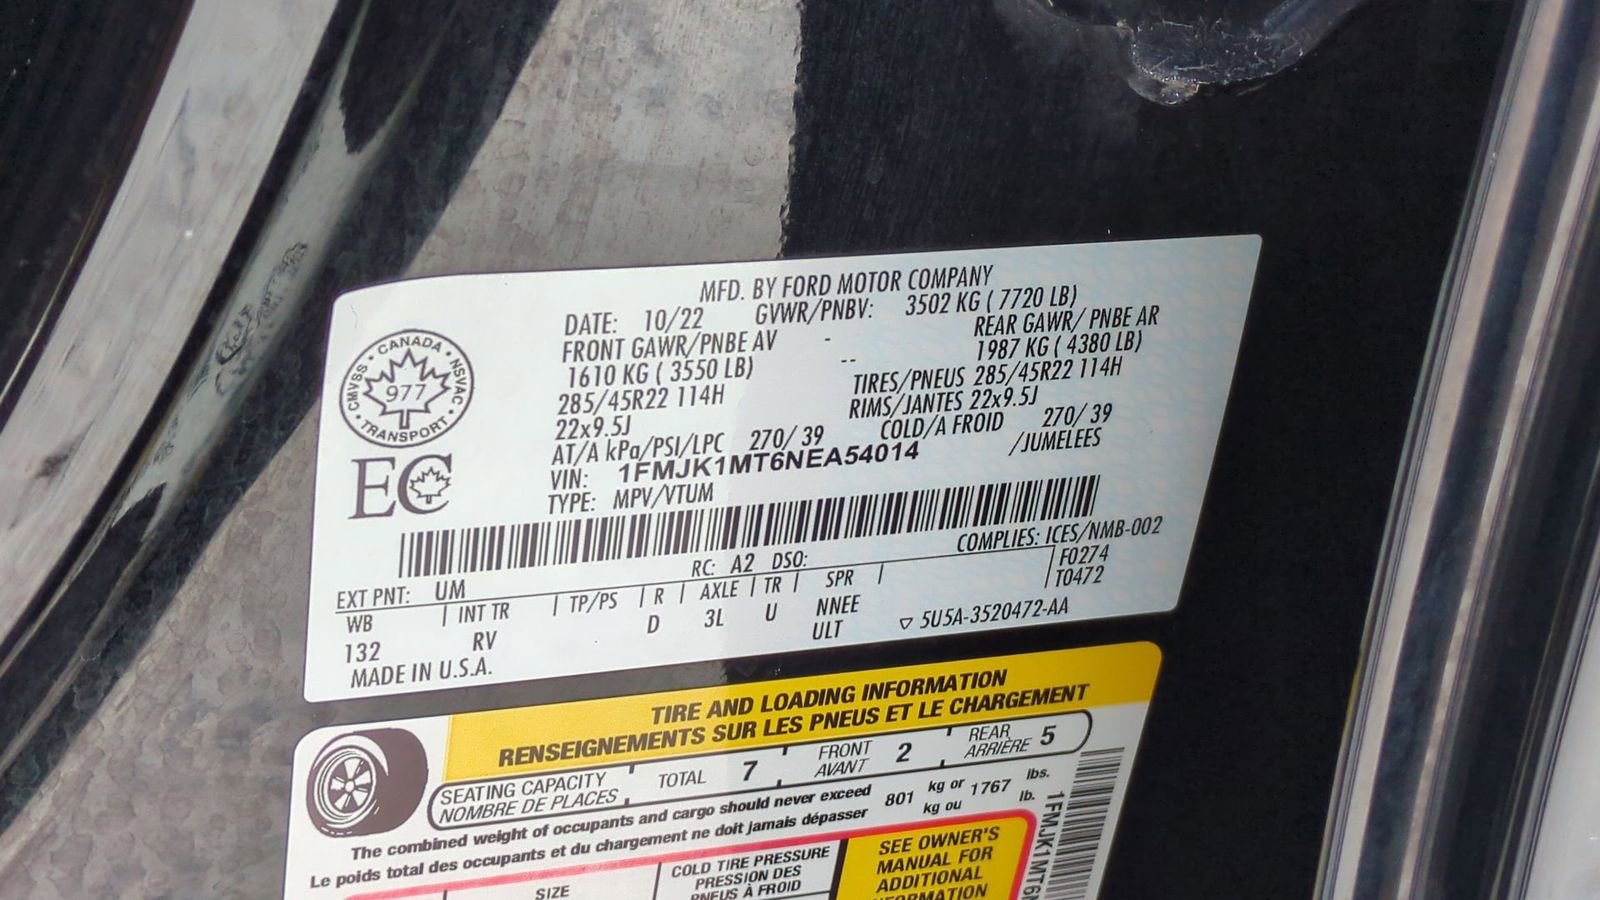 MFD. BY FORD MOTOR COMPANY
DATE: 10/22 GVWR/PNBV: 3502 KG ( 7720 LB)
FRONT GAWR/PNBE AV - REAR GAWR/ PNBE AR
1610 KG ( 3550 LB) -- 1987 KG ( 4380 LB)
285/45R22 114H TIRES/PNEUS 285/45R22 114H
22x9.5J RIMS/JANTES 22x9.5J
AT/A kPa/PSI/LPC 270/ 39 COLD/A FROID 270/ 39
VIN: 1FMJK1MT6NEA54014 /JUMELEES
TYPE: MPV/VTUM
CMVSS • CANADA • NSVAC • TRANSPORT •
977
EC
COMPLIES: ICES/NMB-002
EXT PNT: UM RC: A2 DSO: F0274
WB | INT TR | TP/PS | R | AXLE | TR | SPR | T0472
132 RV D 3L U NNEE
ULT ▽ 5U5A-3520472-AA
MADE IN U.S.A.
TIRE AND LOADING INFORMATION
RENSEIGNEMENTS SUR LES PNEUS ET LE CHARGEMENT
SEATING CAPACITY
NOMBRE DE PLACES
TOTAL 7
FRONT
AVANT 2
REAR
ARRIÈRE 5
The combined weight of occupants and cargo should never exceed 801 kg or 1767 lbs.
Le poids total des occupants et du chargement ne doit jamais dépasser kg ou lb.
SIZE
COLD TIRE PRESSURE
PRESSION DES
PNEUS À FROID
SEE OWNER'S
MANUAL FOR
ADDITIONAL
INFORMATION
1FMJK1MT6N